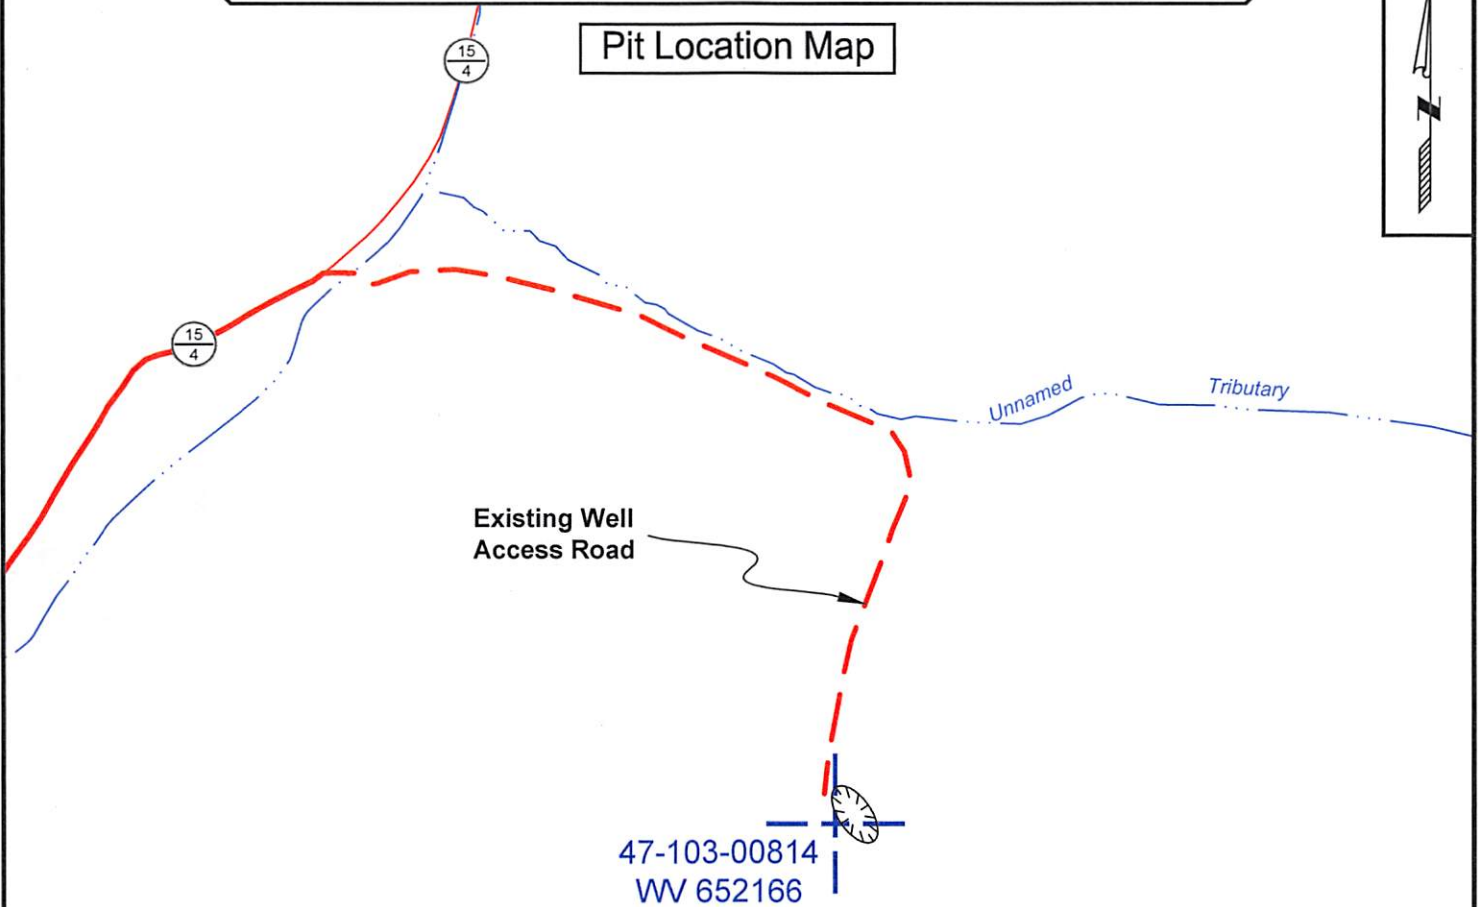 Pit Location Map
15
4
N
15
4
Unnamed Tributary
Existing Well
Access Road
47-103-00814
WV 652166